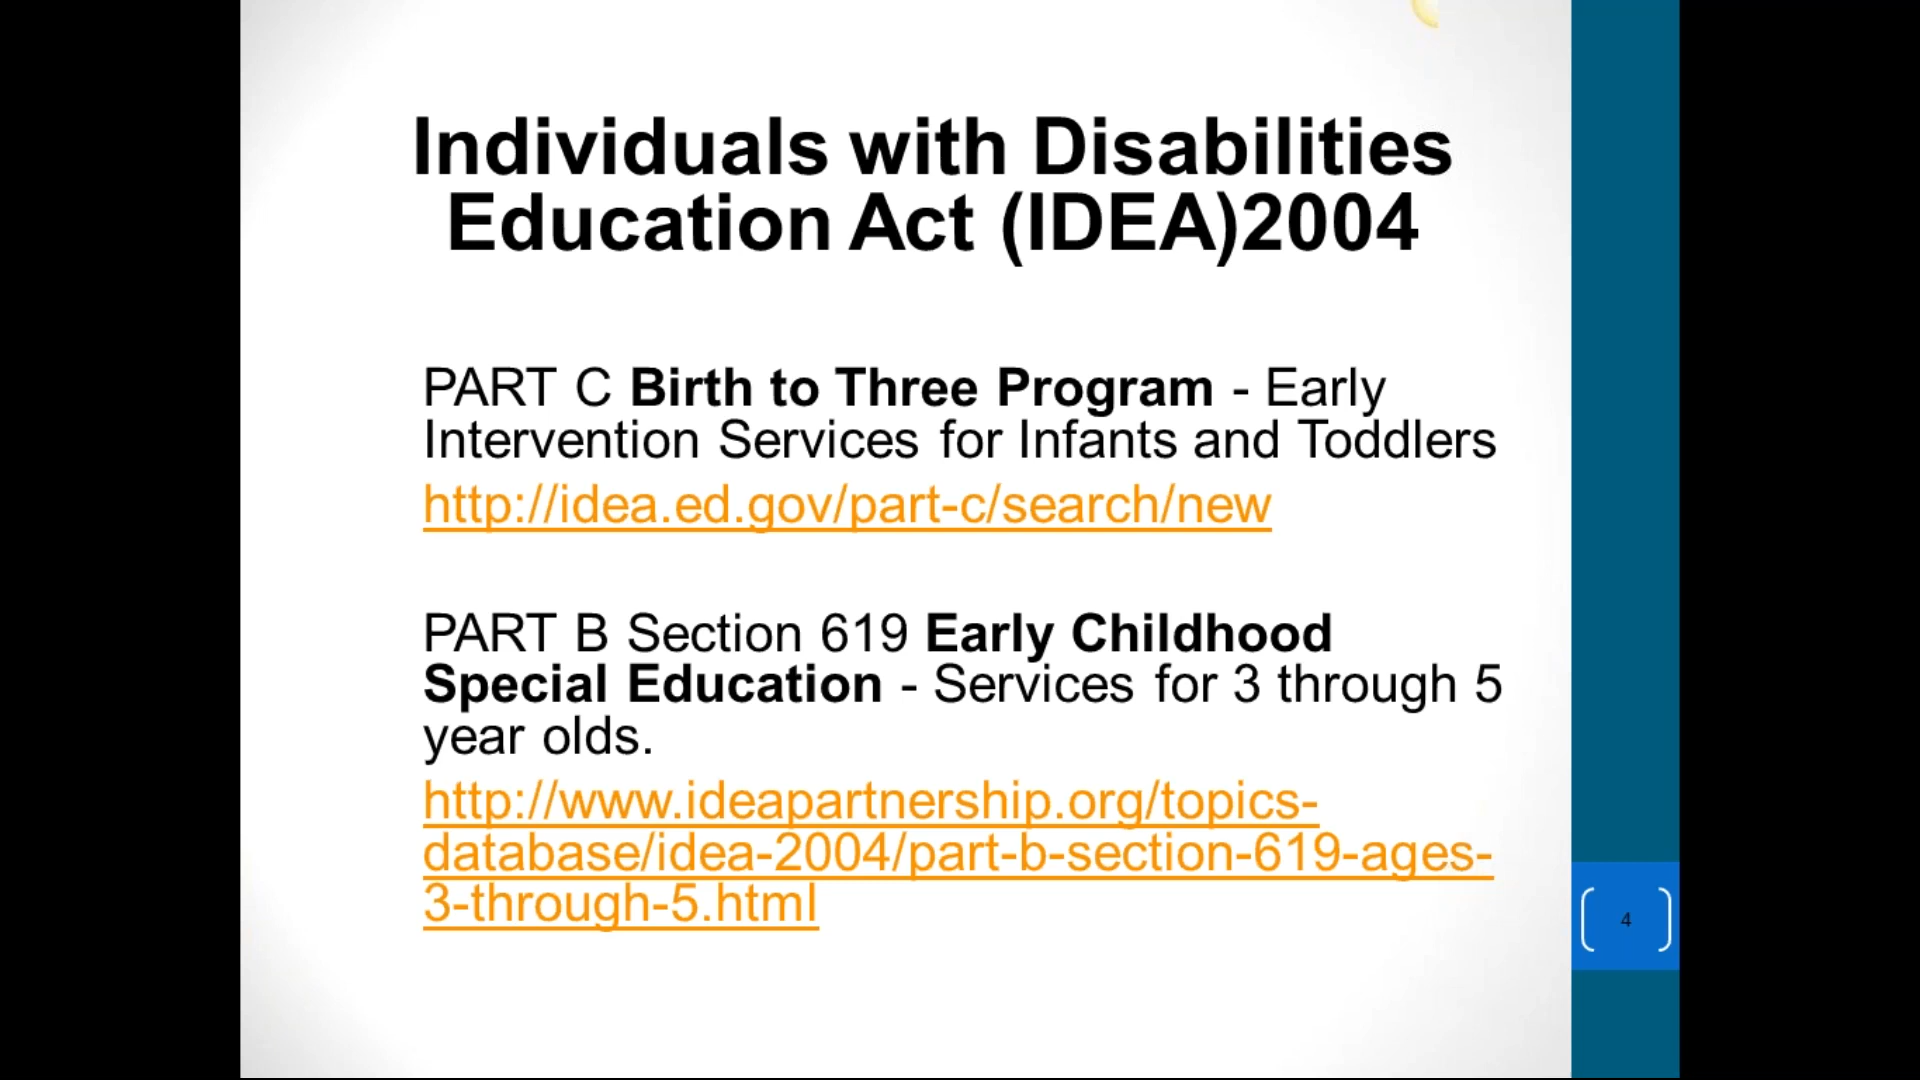 Individuals with Disabilities
Education Act (IDEA)2004
PART C Birth to Three Program - Early
Intervention Services for Infants and Toddlers
http://idea.ed.gov/part-c/search/new
PART B Section 619 Early Childhood
Special Education - Services for 3 through 5
year olds.
http://www.ideapartnership.org/topics-
database/idea-2004/part-b-section-619-ages-
3-through-5.html
4